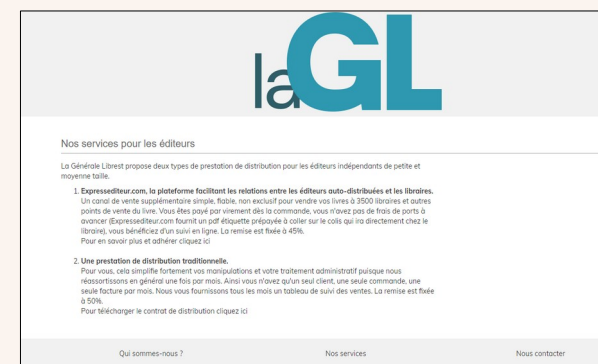 laGL
Nos services pour les éditeurs
La Générale Librest propose deux types de prestation de distribution pour les éditeurs indépendants de petite et
moyenne taille.
1. Expressediteur.com, la plateforme facilitant les relations entre les éditeurs auto-distribuées et les libraires.
Un canal de vente supplémentaire simple, fiable, non exclusif pour vendre vos livres à 3500 libraires et autres
points de vente du livre. Vous êtes payé par virement dès la commande, vous n'avez pas de frais de ports à
avancer (Expressediteur.com fournit un pdf étiquette prépayée à coller sur le colis qui ira directement chez le
libraire), vous bénéficiez d'un suivi en ligne. La remise est fixée à 45%.
Pour en savoir plus et adhérer cliquez ici
2. Une prestation de distribution traditionnelle.
Pour vous, cela simplifie fortement vos manipulations et votre traitement administratif puisque nous
réassortissons en général une fois par mois. Ainsi vous n'avez qu'un seul client, une seule commande, une
seule facture par mois. Nous vous fournissons tous les mois un tableau de suivi des ventes. La remise est fixée
à 50%.
Pour télécharger le contrat de distribution cliquez ici
Qui sommes-nous ? Nos services Nous contacter